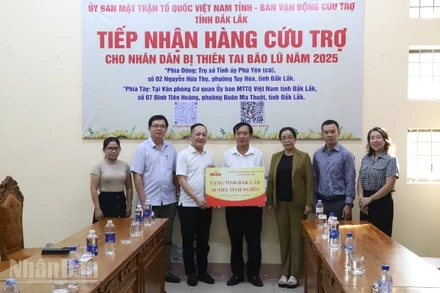 ỦY BAN MẶT TRẬN TỔ QUỐC VIỆT NAM TỈNH - BAN VẬN ĐỘNG CỨU TRỢ
TỈNH ĐẮK LẮK
TIẾP NHẬN HÀNG CỨU TRỢ
CHO NHÂN DÂN BỊ THIÊN TAI BÃO LŨ NĂM 2025
*Phía Đông: Trụ sở Tỉnh ủy Phú Yên (cũ),
số 02 Nguyễn Hữu Thọ, phường Tuy Hòa, tỉnh Đắk Lắk.
*Phía Tây: Tại Văn phòng Cơ quan Ủy ban MTTQ Việt Nam tỉnh Đắk Lắk,
số 07 Đinh Tiên Hoàng, phường Buôn Ma Thuột, tỉnh Đắk Lắk.
TẶNG TỈNH ĐẮK LẮK
10 NHÀ TÌNH NGHĨA
NhânDân